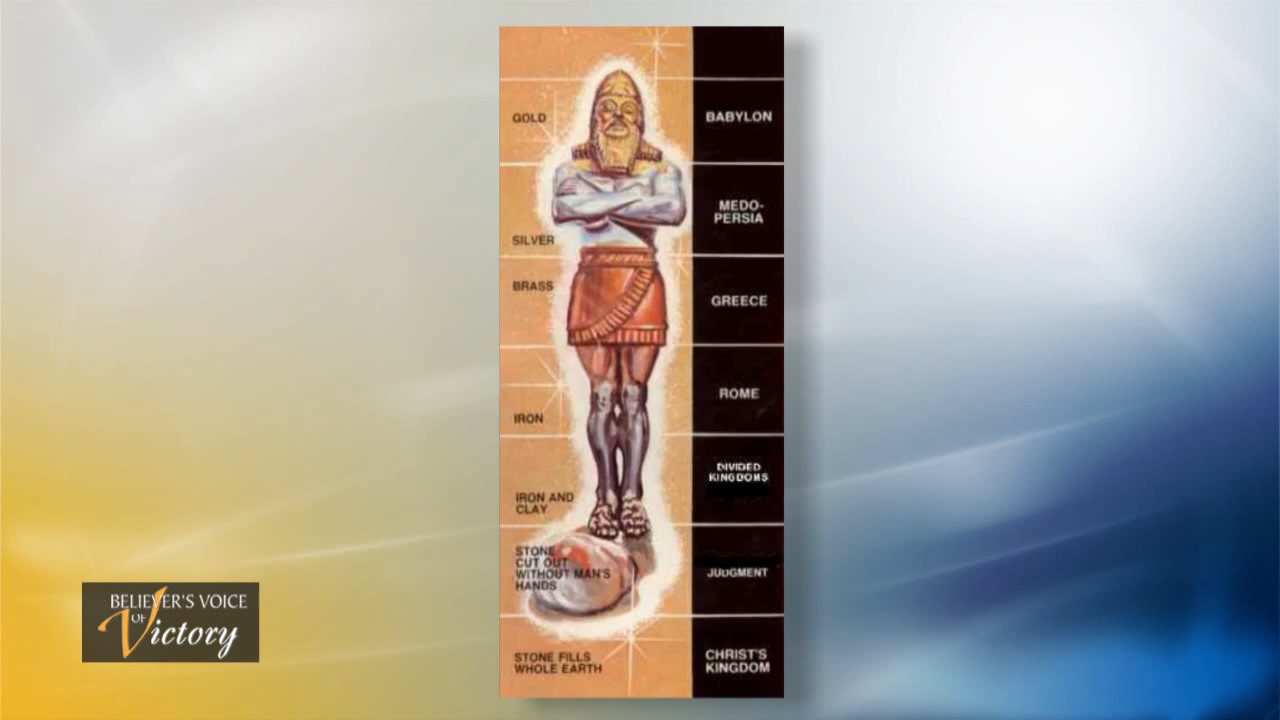 GOLD
BABYLON
MEDO-
PERSIA
SILVER
BRASS
GREECE
ROME
IRON
DIVIDED
KINGDOMS
IRON AND
CLAY
STONE
CUT OUT
WITHOUT MAN'S
HANDS
JUDGMENT
STONE FILLS
WHOLE EARTH
CHRIST'S
KINGDOM
BELIEVER'S VOICE
OF
Victory